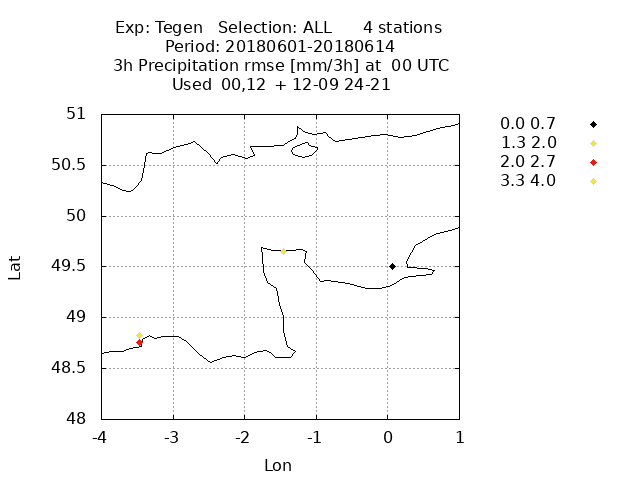 Exp: Tegen   Selection: ALL      4 stations
Period: 20180601-20180614
3h Precipitation rmse [mm/3h] at  00 UTC
Used  00,12  + 12-09 24-21
0.0 0.7
1.3 2.0
2.0 2.7
3.3 4.0
51
50.5
50
49.5
49
48.5
48
Lat
-4 -3 -2 -1 0 1
Lon